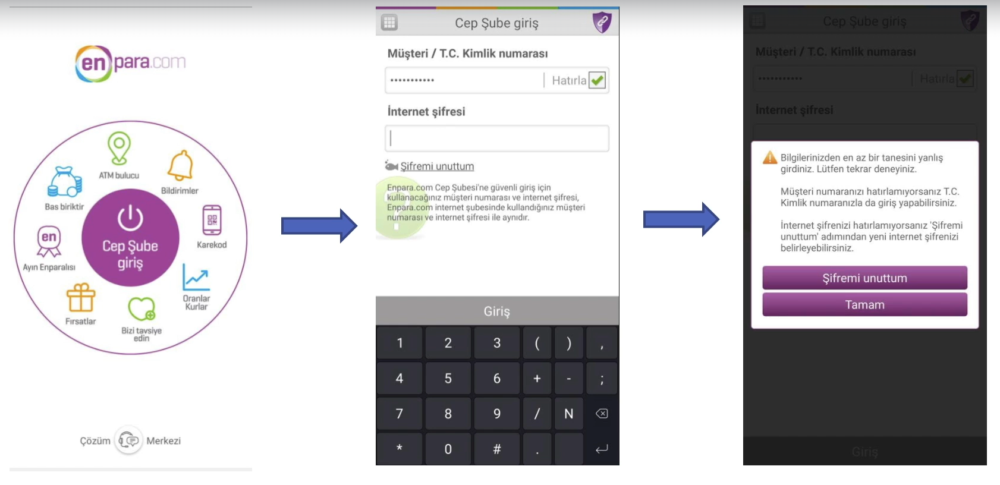 enpara.com
ATM bulucu
Bildirimler
Bas biriktir
Karekod
en
Ayın Enparalısı
Cep Şube
giriş
Oranlar
Kurlar
Fırsatlar
Bizi tavsiye
edin
Çözüm Merkezi
Cep Şube giriş
Müşteri / T.C. Kimlik numarası
•••••••••••
Hatırla
İnternet şifresi
Şifremi unuttum
Enpara.com Cep Şubesi'ne güvenli giriş için
kullanacağınız müşteri numarası ve internet şifresi,
Enpara.com internet şubesinde kullandığınız müşteri
numarası ve internet şifresi ile aynıdır.
?
Giriş
1 2 3 ( ) ,
4 5 6 + - ;
7 8 9 / N
* 0 # .
Cep Şube giriş
Müşteri / T.C. Kimlik numarası
•••••••••••
Hatırla
İnternet şifresi
Bilgilerinizden en az bir tanesini yanlış
girdiniz. Lütfen tekrar deneyiniz.
Müşteri numaranızı hatırlamıyorsanız T.C.
Kimlik numaranızla da giriş yapabilirsiniz.
İnternet şifrenizi hatırlamıyorsanız 'Şifremi
unuttum' adımından yeni internet şifrenizi
belirleyebilirsiniz.
Şifremi unuttum
Tamam
Giriş